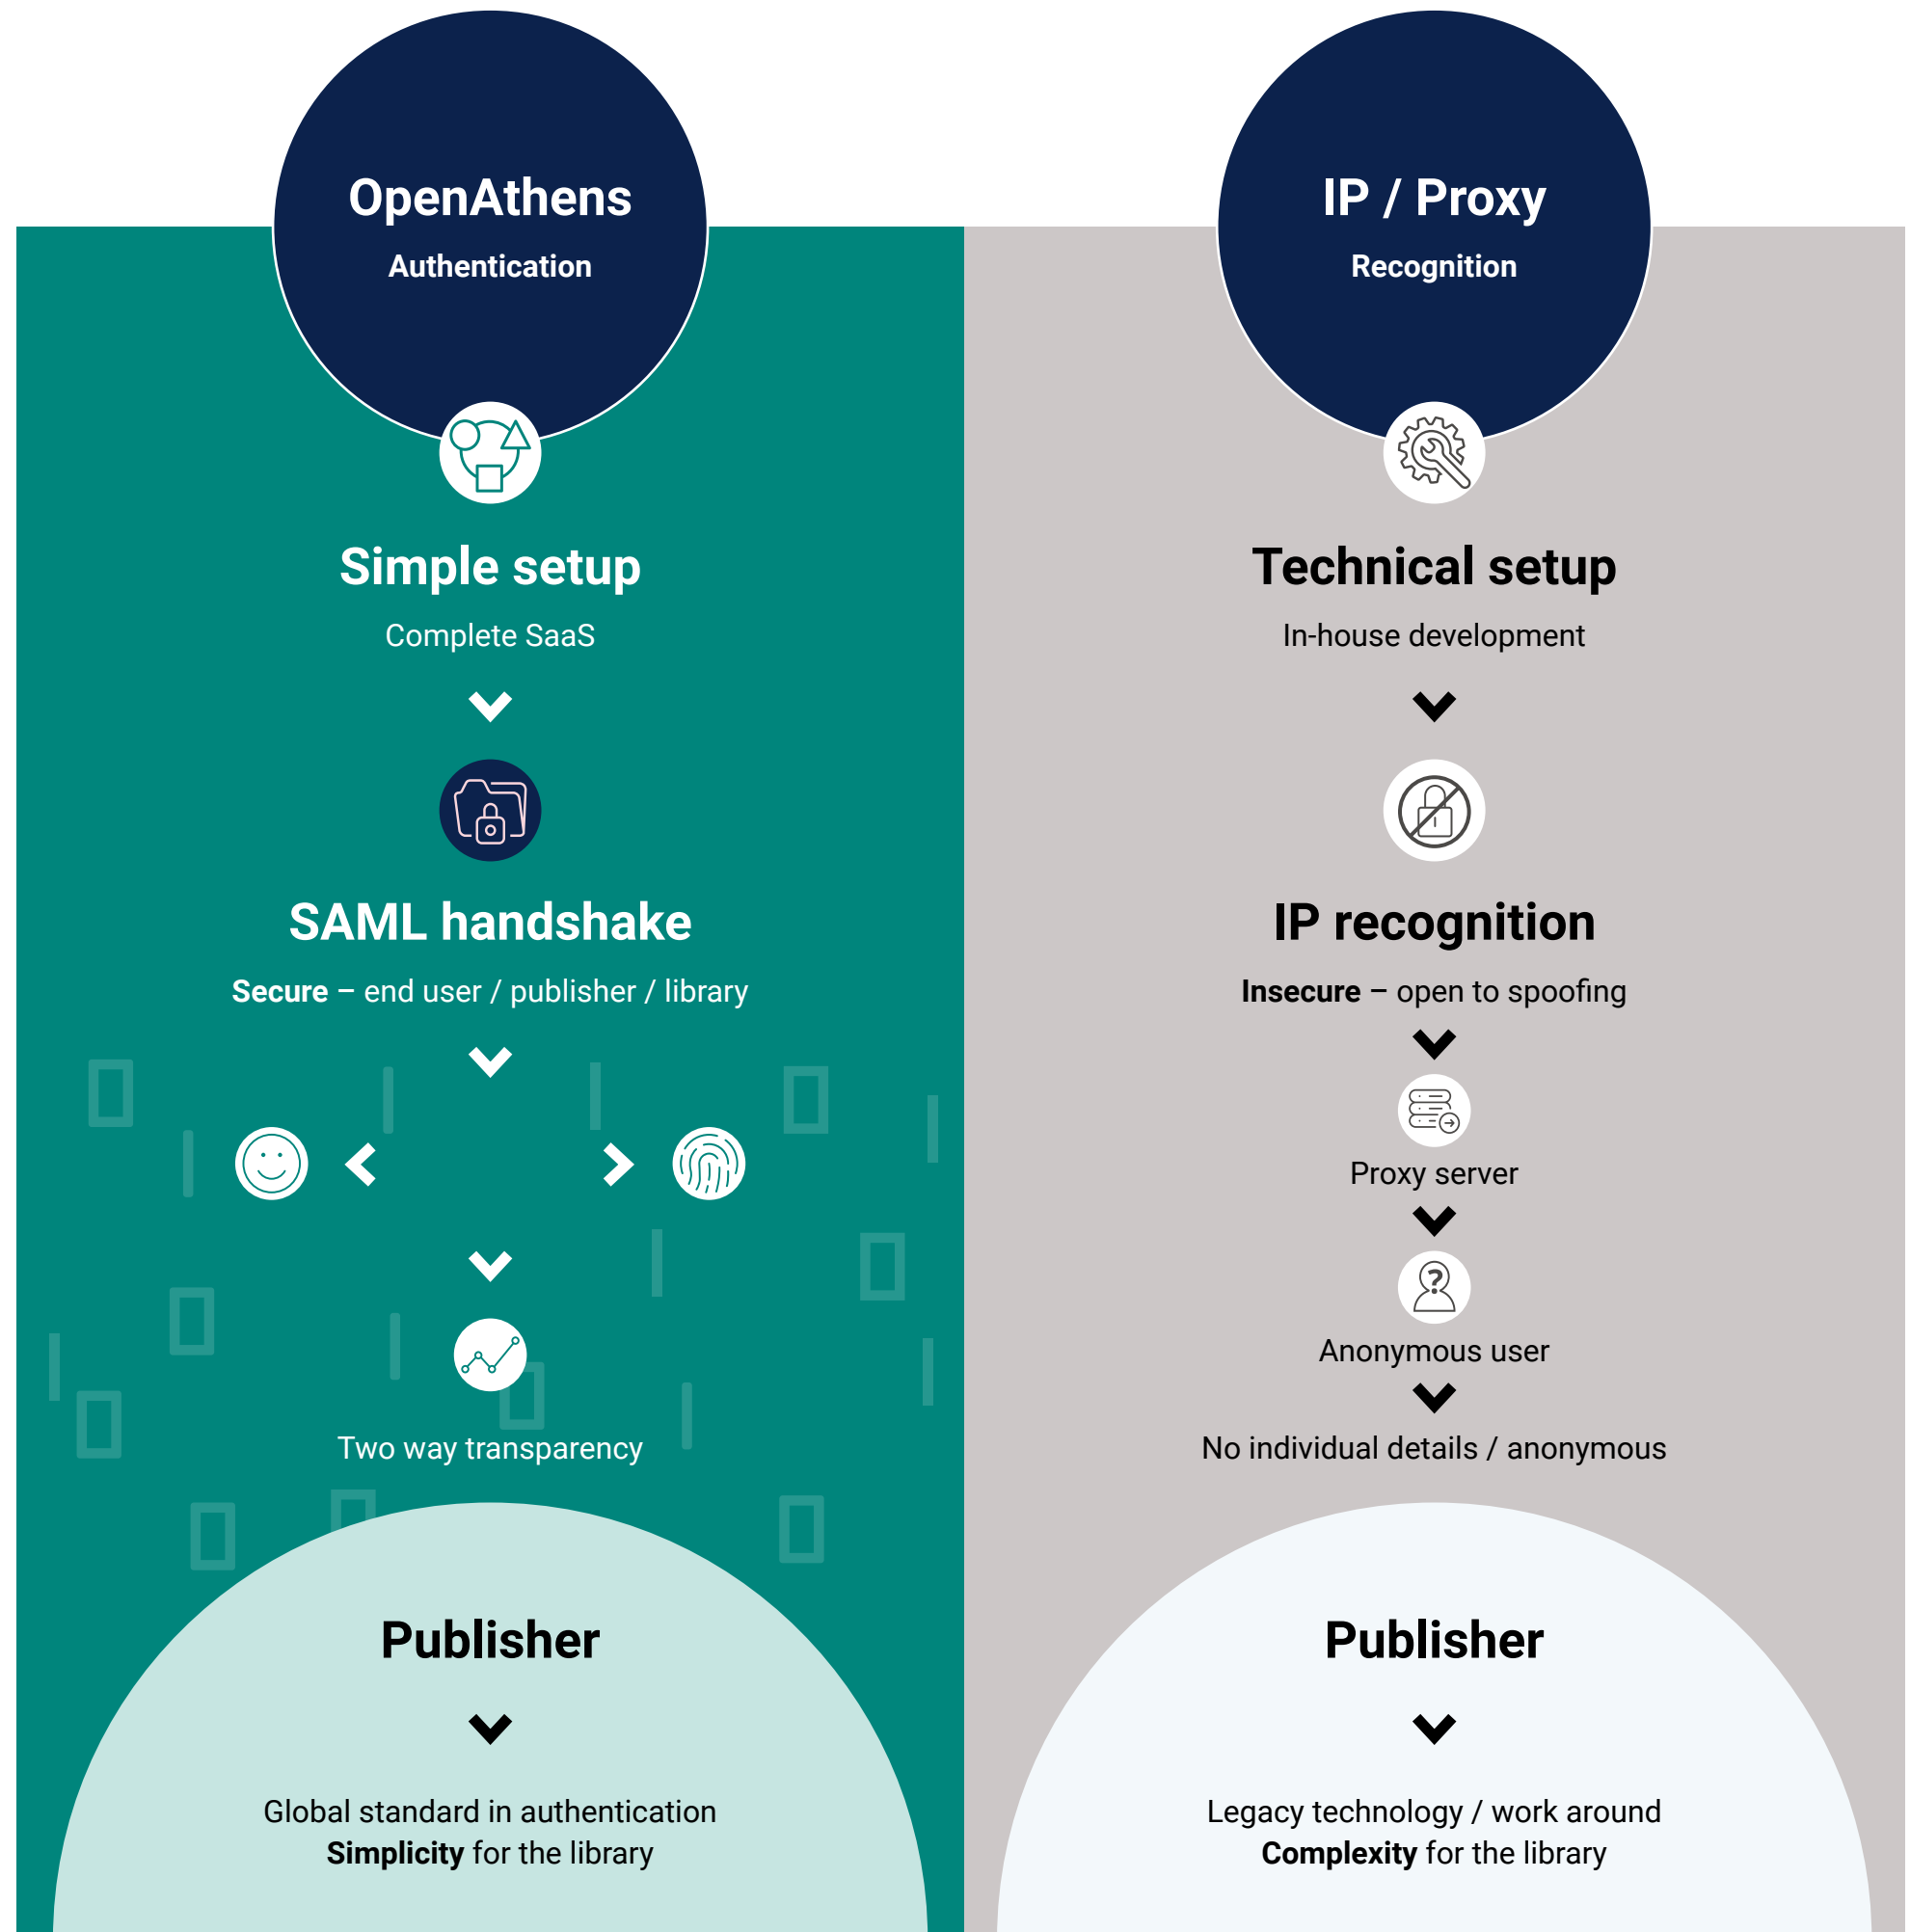 OpenAthens
Authentication
Simple setup
Complete SaaS
SAML handshake
Secure – end user / publisher / library
Two way transparency
Publisher
Global standard in authentication
Simplicity for the library
IP / Proxy
Recognition
Technical setup
In-house development
IP recognition
Insecure – open to spoofing
Proxy server
?
Anonymous user
No individual details / anonymous
Publisher
Legacy technology / work around
Complexity for the library